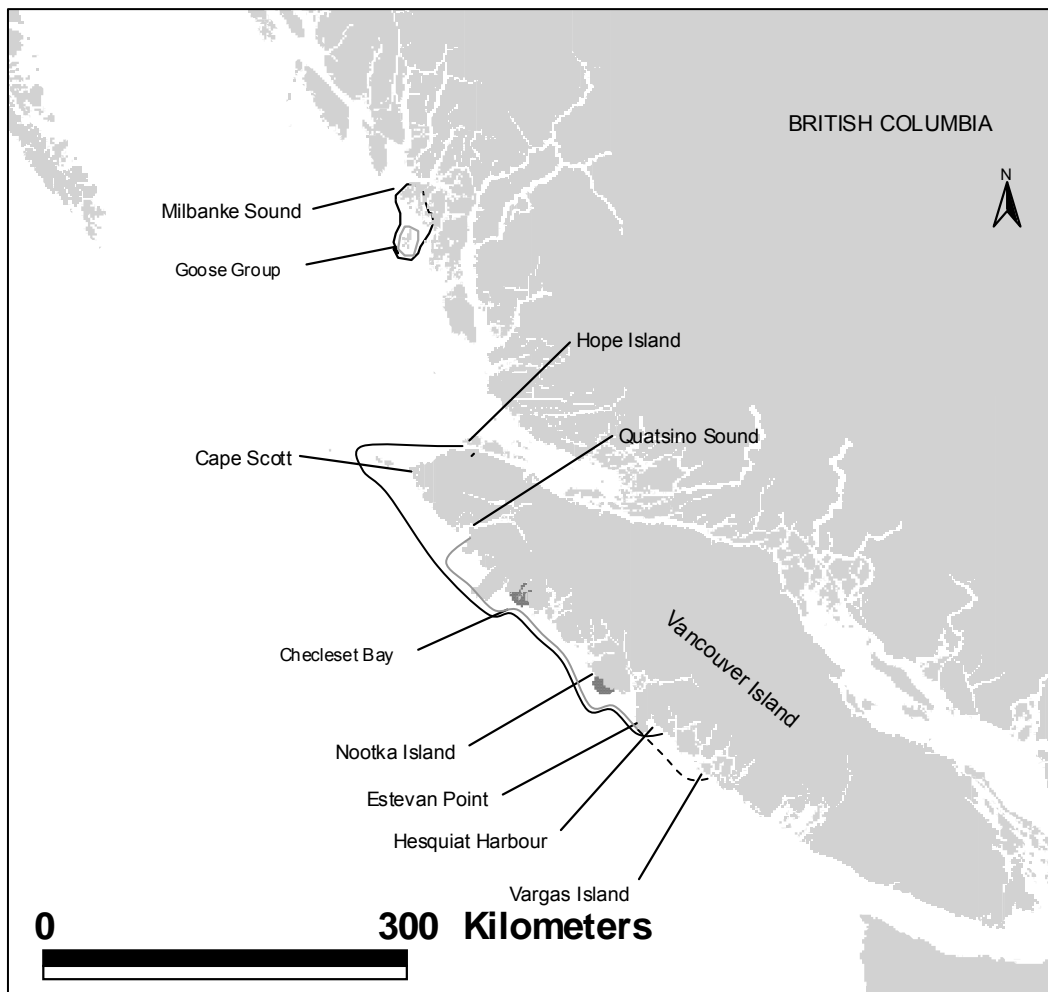 BRITISH COLUMBIA
N
Milbanke Sound
Goose Group
Hope Island
Quatsino Sound
Cape Scott
Vancouver Island
Checleset Bay
Nootka Island
Estevan Point
Hesquiat Harbour
Vargas Island
0 300 Kilometers